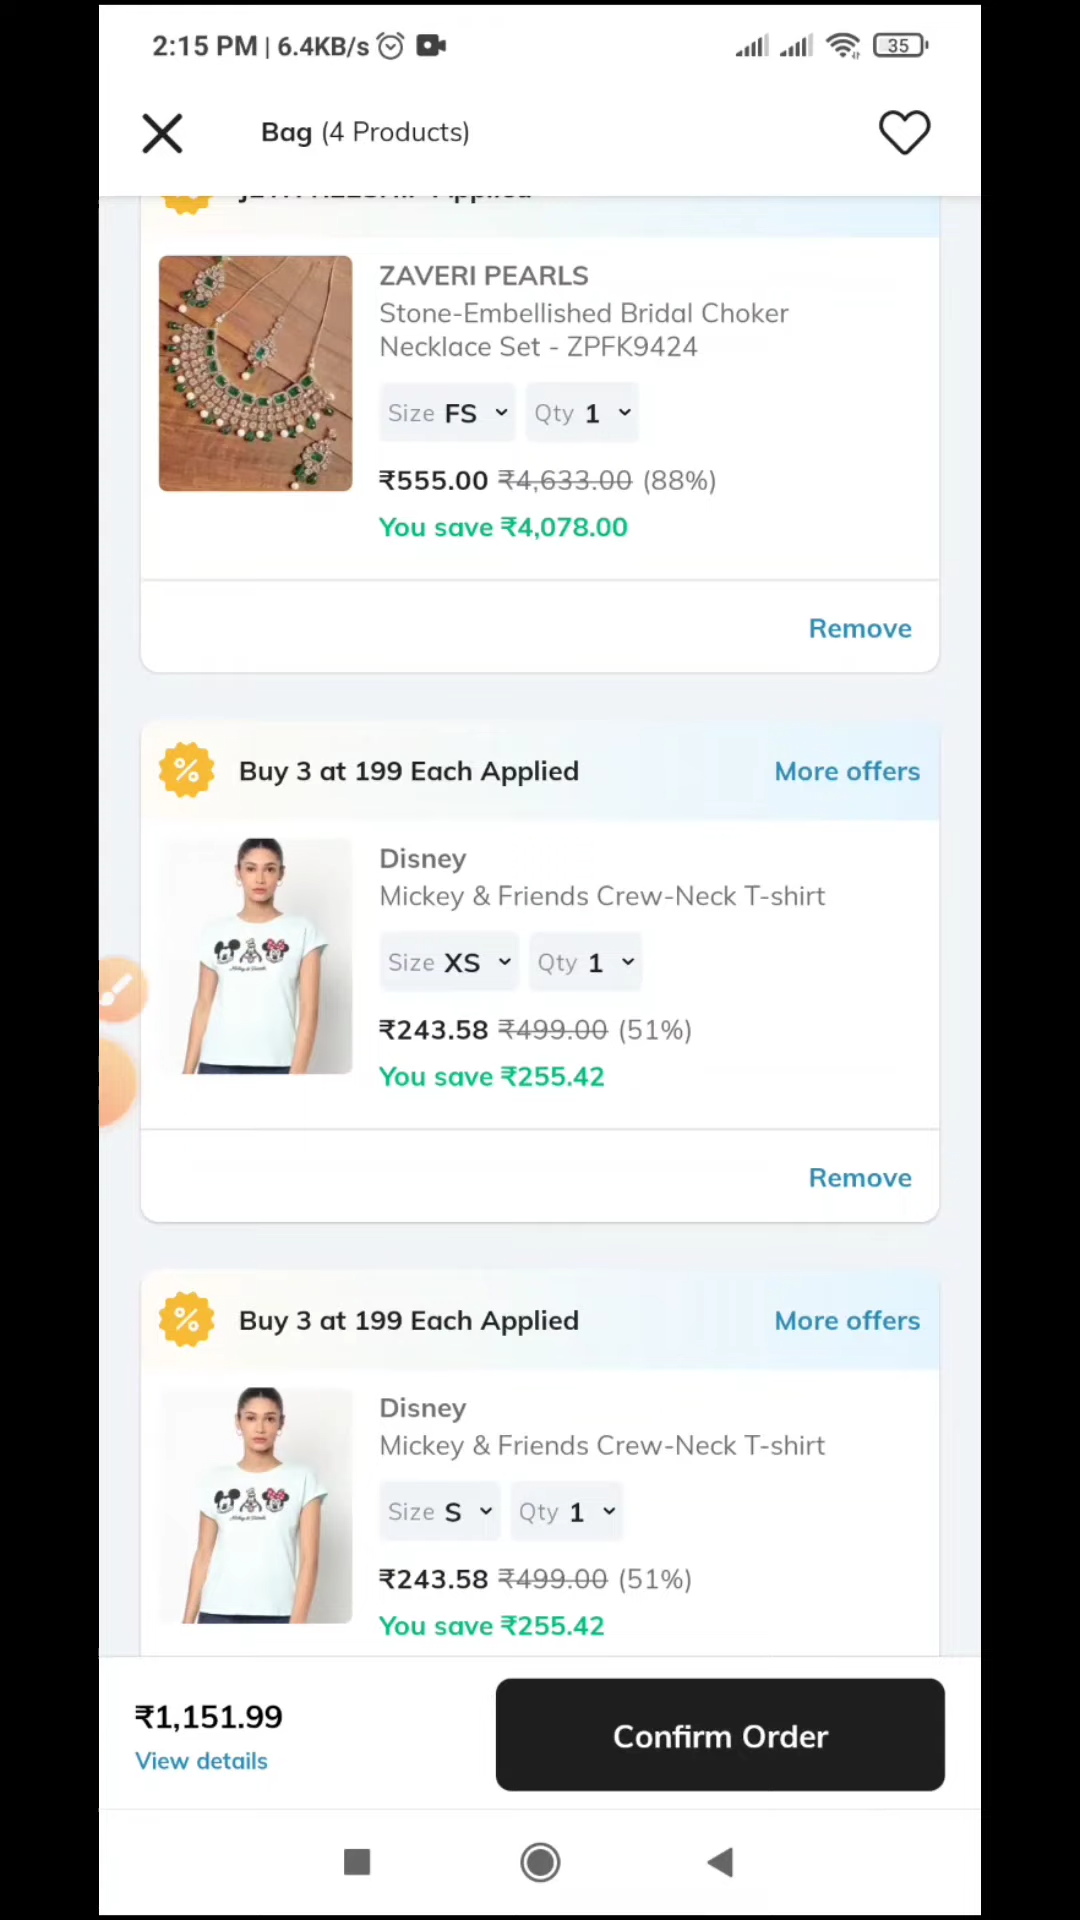 2:15 PM | 6.4KB/s
35
Bag (4 Products)
Applied
ZAVERI PEARLS
Stone-Embellished Bridal Choker
Necklace Set - ZPFK9424
Size FS Qty 1
₹555.00 ₹4,633.00 (88%)
You save ₹4,078.00
Remove
Buy 3 at 199 Each Applied More offers
Disney
Mickey & Friends Crew-Neck T-shirt
Size XS Qty 1
₹243.58 ₹499.00 (51%)
You save ₹255.42
Remove
Buy 3 at 199 Each Applied More offers
Disney
Mickey & Friends Crew-Neck T-shirt
Size S Qty 1
₹243.58 ₹499.00 (51%)
You save ₹255.42
₹1,151.99
View details
Confirm Order